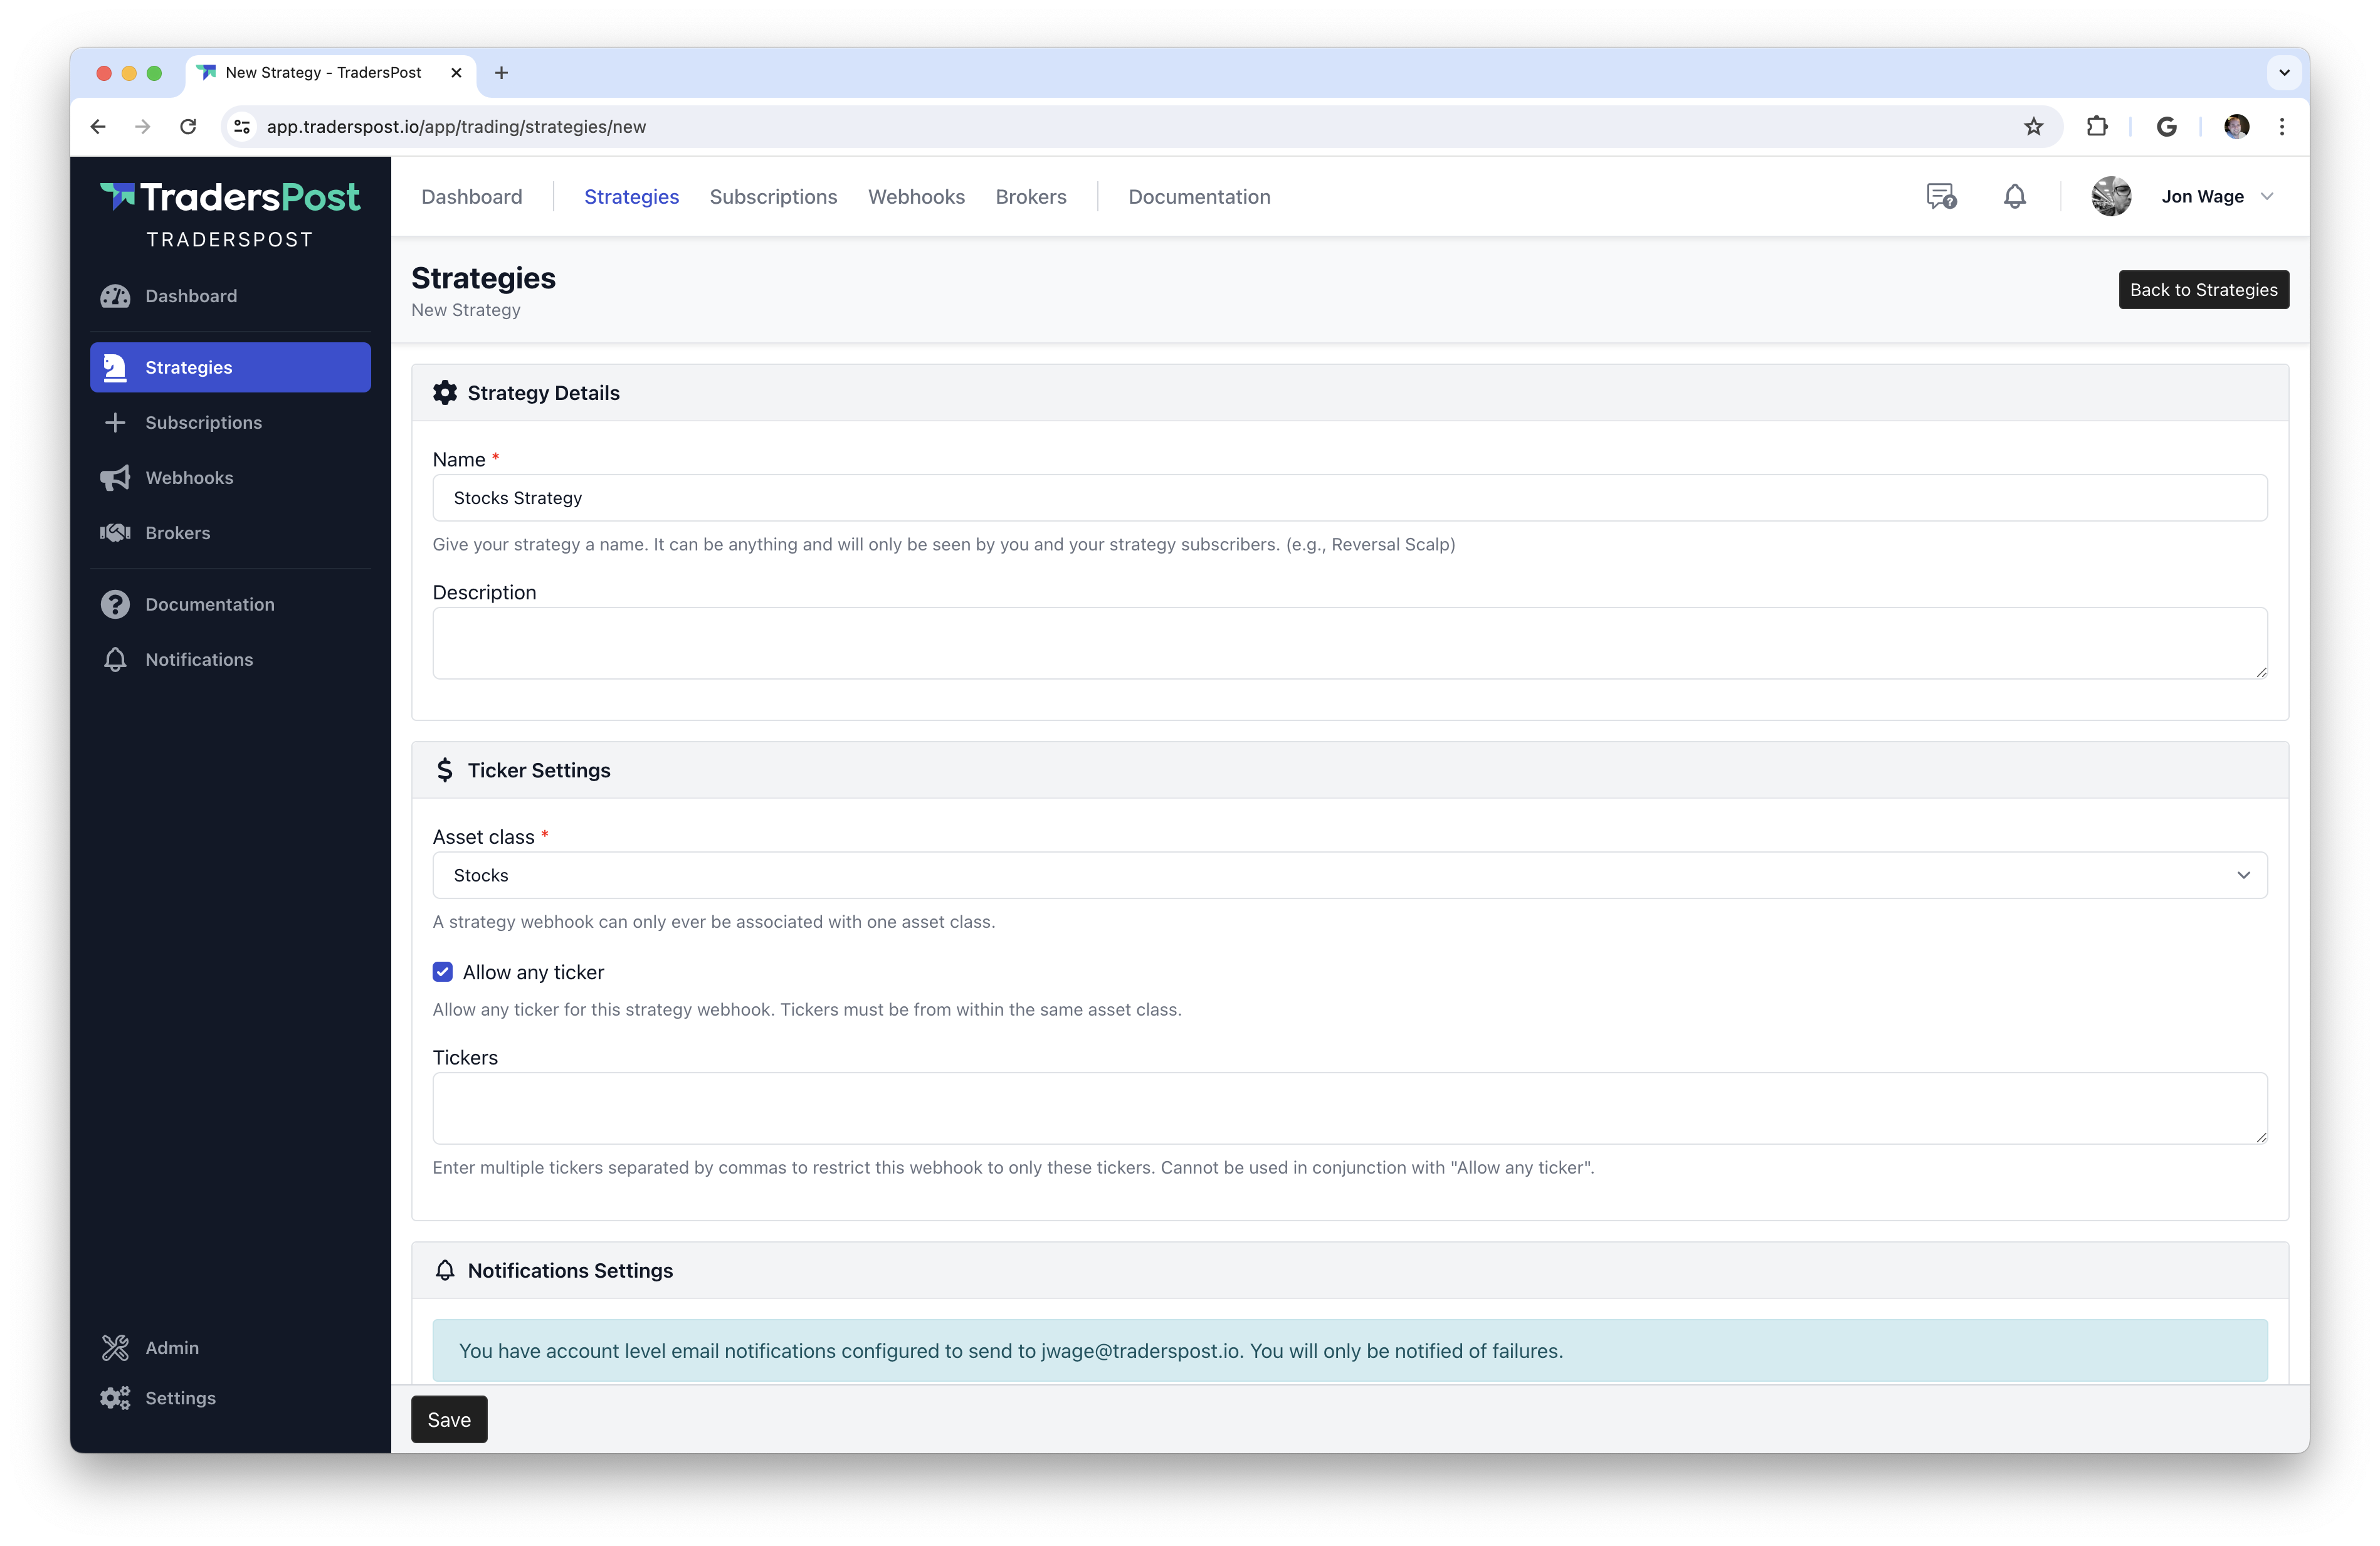 New Strategy - TradersPost
app.traderspost.io/app/trading/strategies/new
TradersPost
TRADERSPOST
Dashboard
Strategies
Subscriptions
Webhooks
Brokers
Documentation
Notifications
Admin
Settings
Dashboard Strategies Subscriptions Webhooks Brokers Documentation
Jon Wage
Strategies
New Strategy
Back to Strategies
Strategy Details
Name *
Stocks Strategy
Give your strategy a name. It can be anything and will only be seen by you and your strategy subscribers. (e.g., Reversal Scalp)
Description
Ticker Settings
Asset class *
Stocks
A strategy webhook can only ever be associated with one asset class.
Allow any ticker
Allow any ticker for this strategy webhook. Tickers must be from within the same asset class.
Tickers
Enter multiple tickers separated by commas to restrict this webhook to only these tickers. Cannot be used in conjunction with "Allow any ticker".
Notifications Settings
You have account level email notifications configured to send to jwage@traderspost.io. You will only be notified of failures.
Save